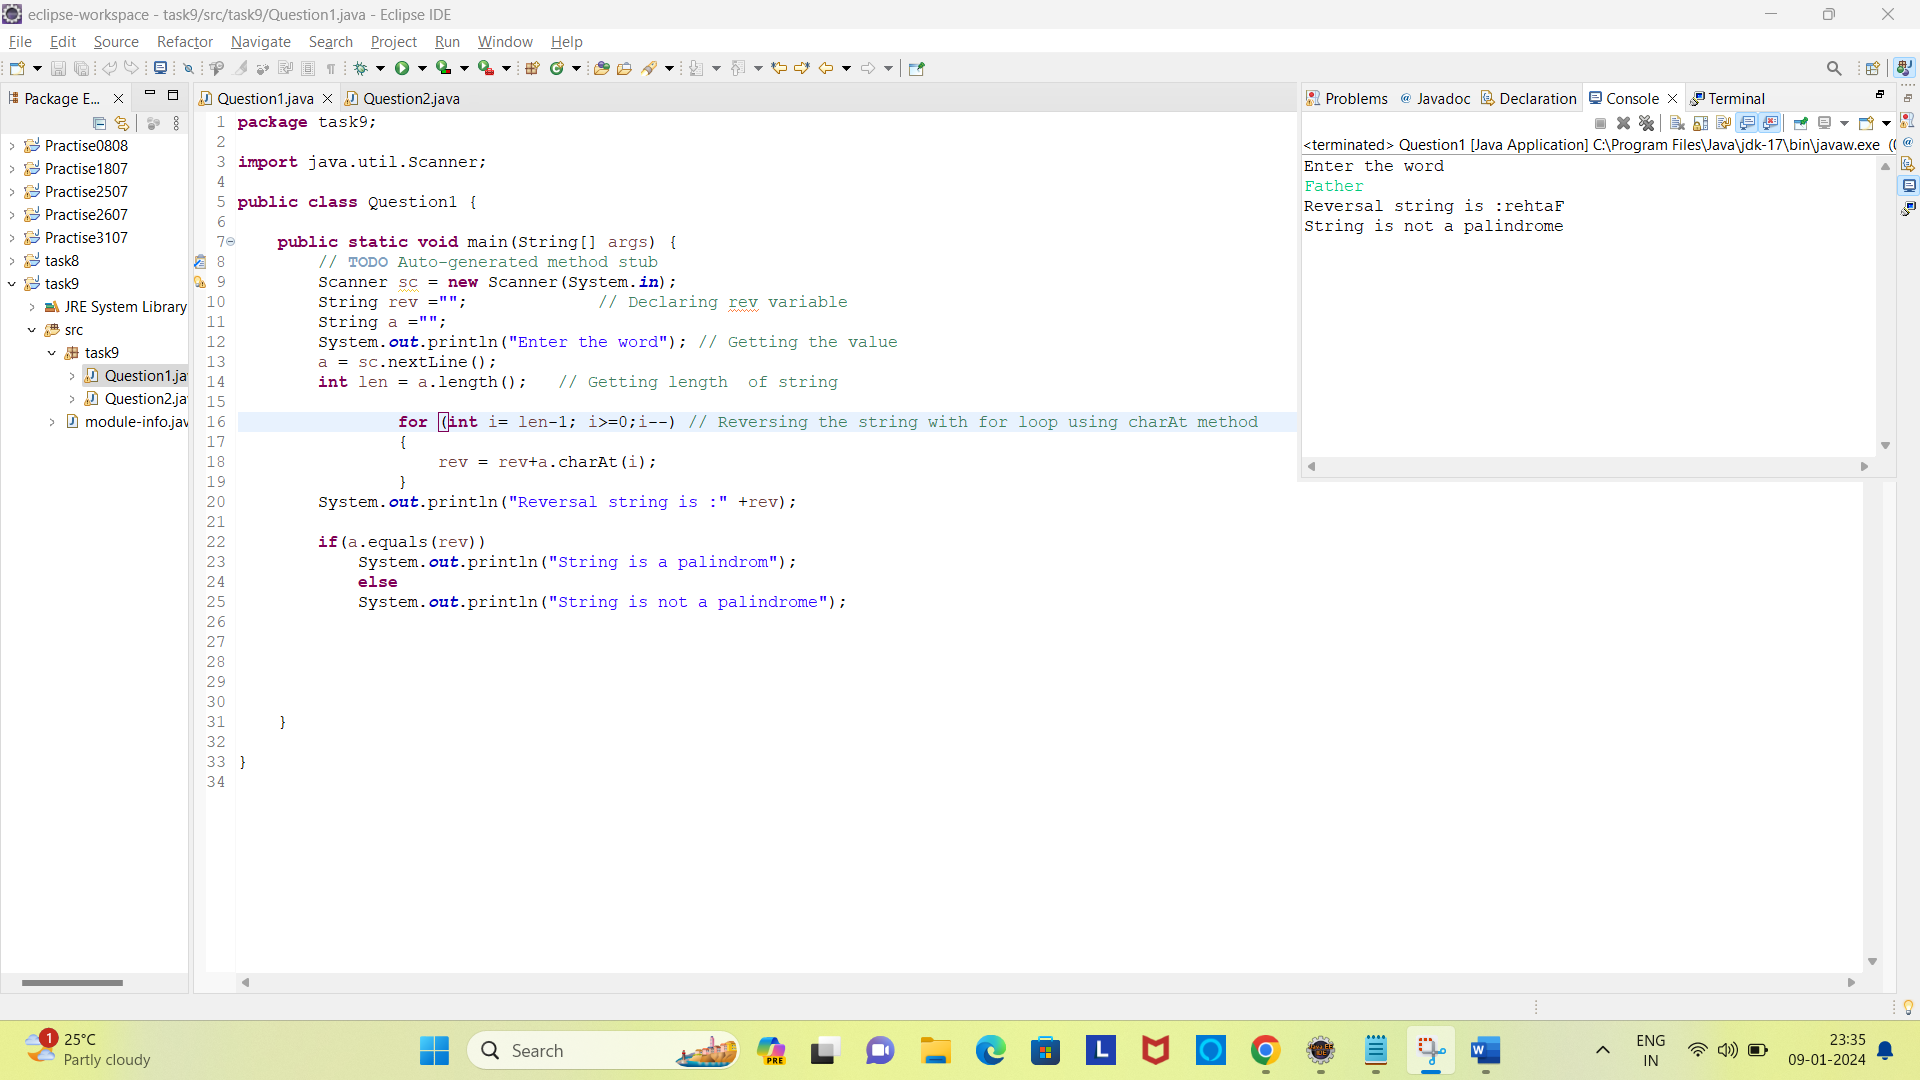 eclipse-workspace - task9/src/task9/Question1.java - Eclipse IDE
File Edit Source Refactor Navigate Search Project Run Window Help
Package E...
Practise0808
Practise1807
Practise2507
Practise2607
Practise3107
task8
task9
JRE System Library
src
task9
Question1.ja
Question2.ja
module-info.jav
Question1.java Question2.java
1 package task9;
2
3 import java.util.Scanner;
4
5 public class Question1 {
6
7 public static void main(String[] args) {
8 // TODO Auto-generated method stub
9 Scanner sc = new Scanner(System.in);
10 String rev =""; // Declaring rev variable
11 String a ="";
12 System.out.println("Enter the word"); // Getting the value
13 a = sc.nextLine();
14 int len = a.length(); // Getting length  of string
15
16 for (int i= len-1; i>=0;i--) // Reversing the string with for loop using charAt method
17 {
18 rev = rev+a.charAt(i);
19 }
20 System.out.println("Reversal string is :" +rev);
21
22 if(a.equals(rev))
23 System.out.println("String is a palindrom");
24 else
25 System.out.println("String is not a palindrome");
26
27
28
29
30
31 }
32
33 }
34
Problems @ Javadoc Declaration Console Terminal
<terminated> Question1 [Java Application] C:\Program Files\Java\jdk-17\bin\javaw.exe (0
Enter the word
Father
Reversal string is :rehtaF
String is not a palindrome
1
25°C
Partly cloudy
Search
PRE
L
W
ENG
IN
23:35
09-01-2024